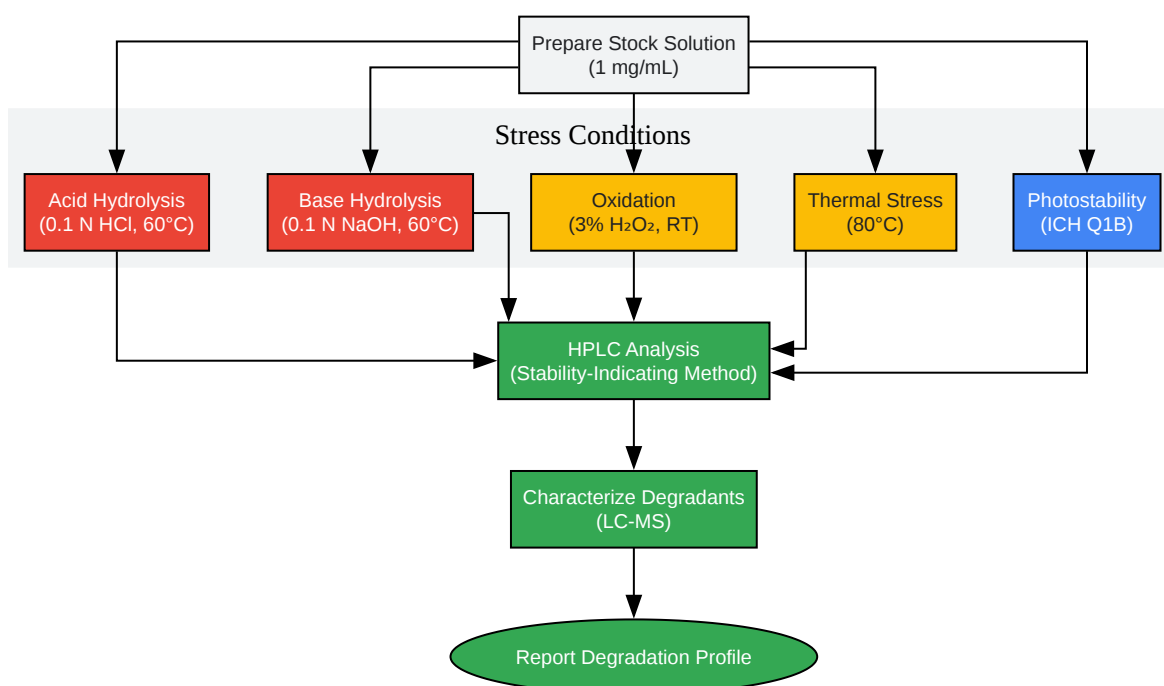 Prepare Stock Solution
(1 mg/mL)
Stress Conditions
Acid Hydrolysis
(0.1 N HCl, 60°C)
Base Hydrolysis
(0.1 N NaOH, 60°C)
Oxidation
(3% H₂O₂, RT)
Thermal Stress
(80°C)
Photostability
(ICH Q1B)
HPLC Analysis
(Stability-Indicating Method)
Characterize Degradants
(LC-MS)
Report Degradation Profile